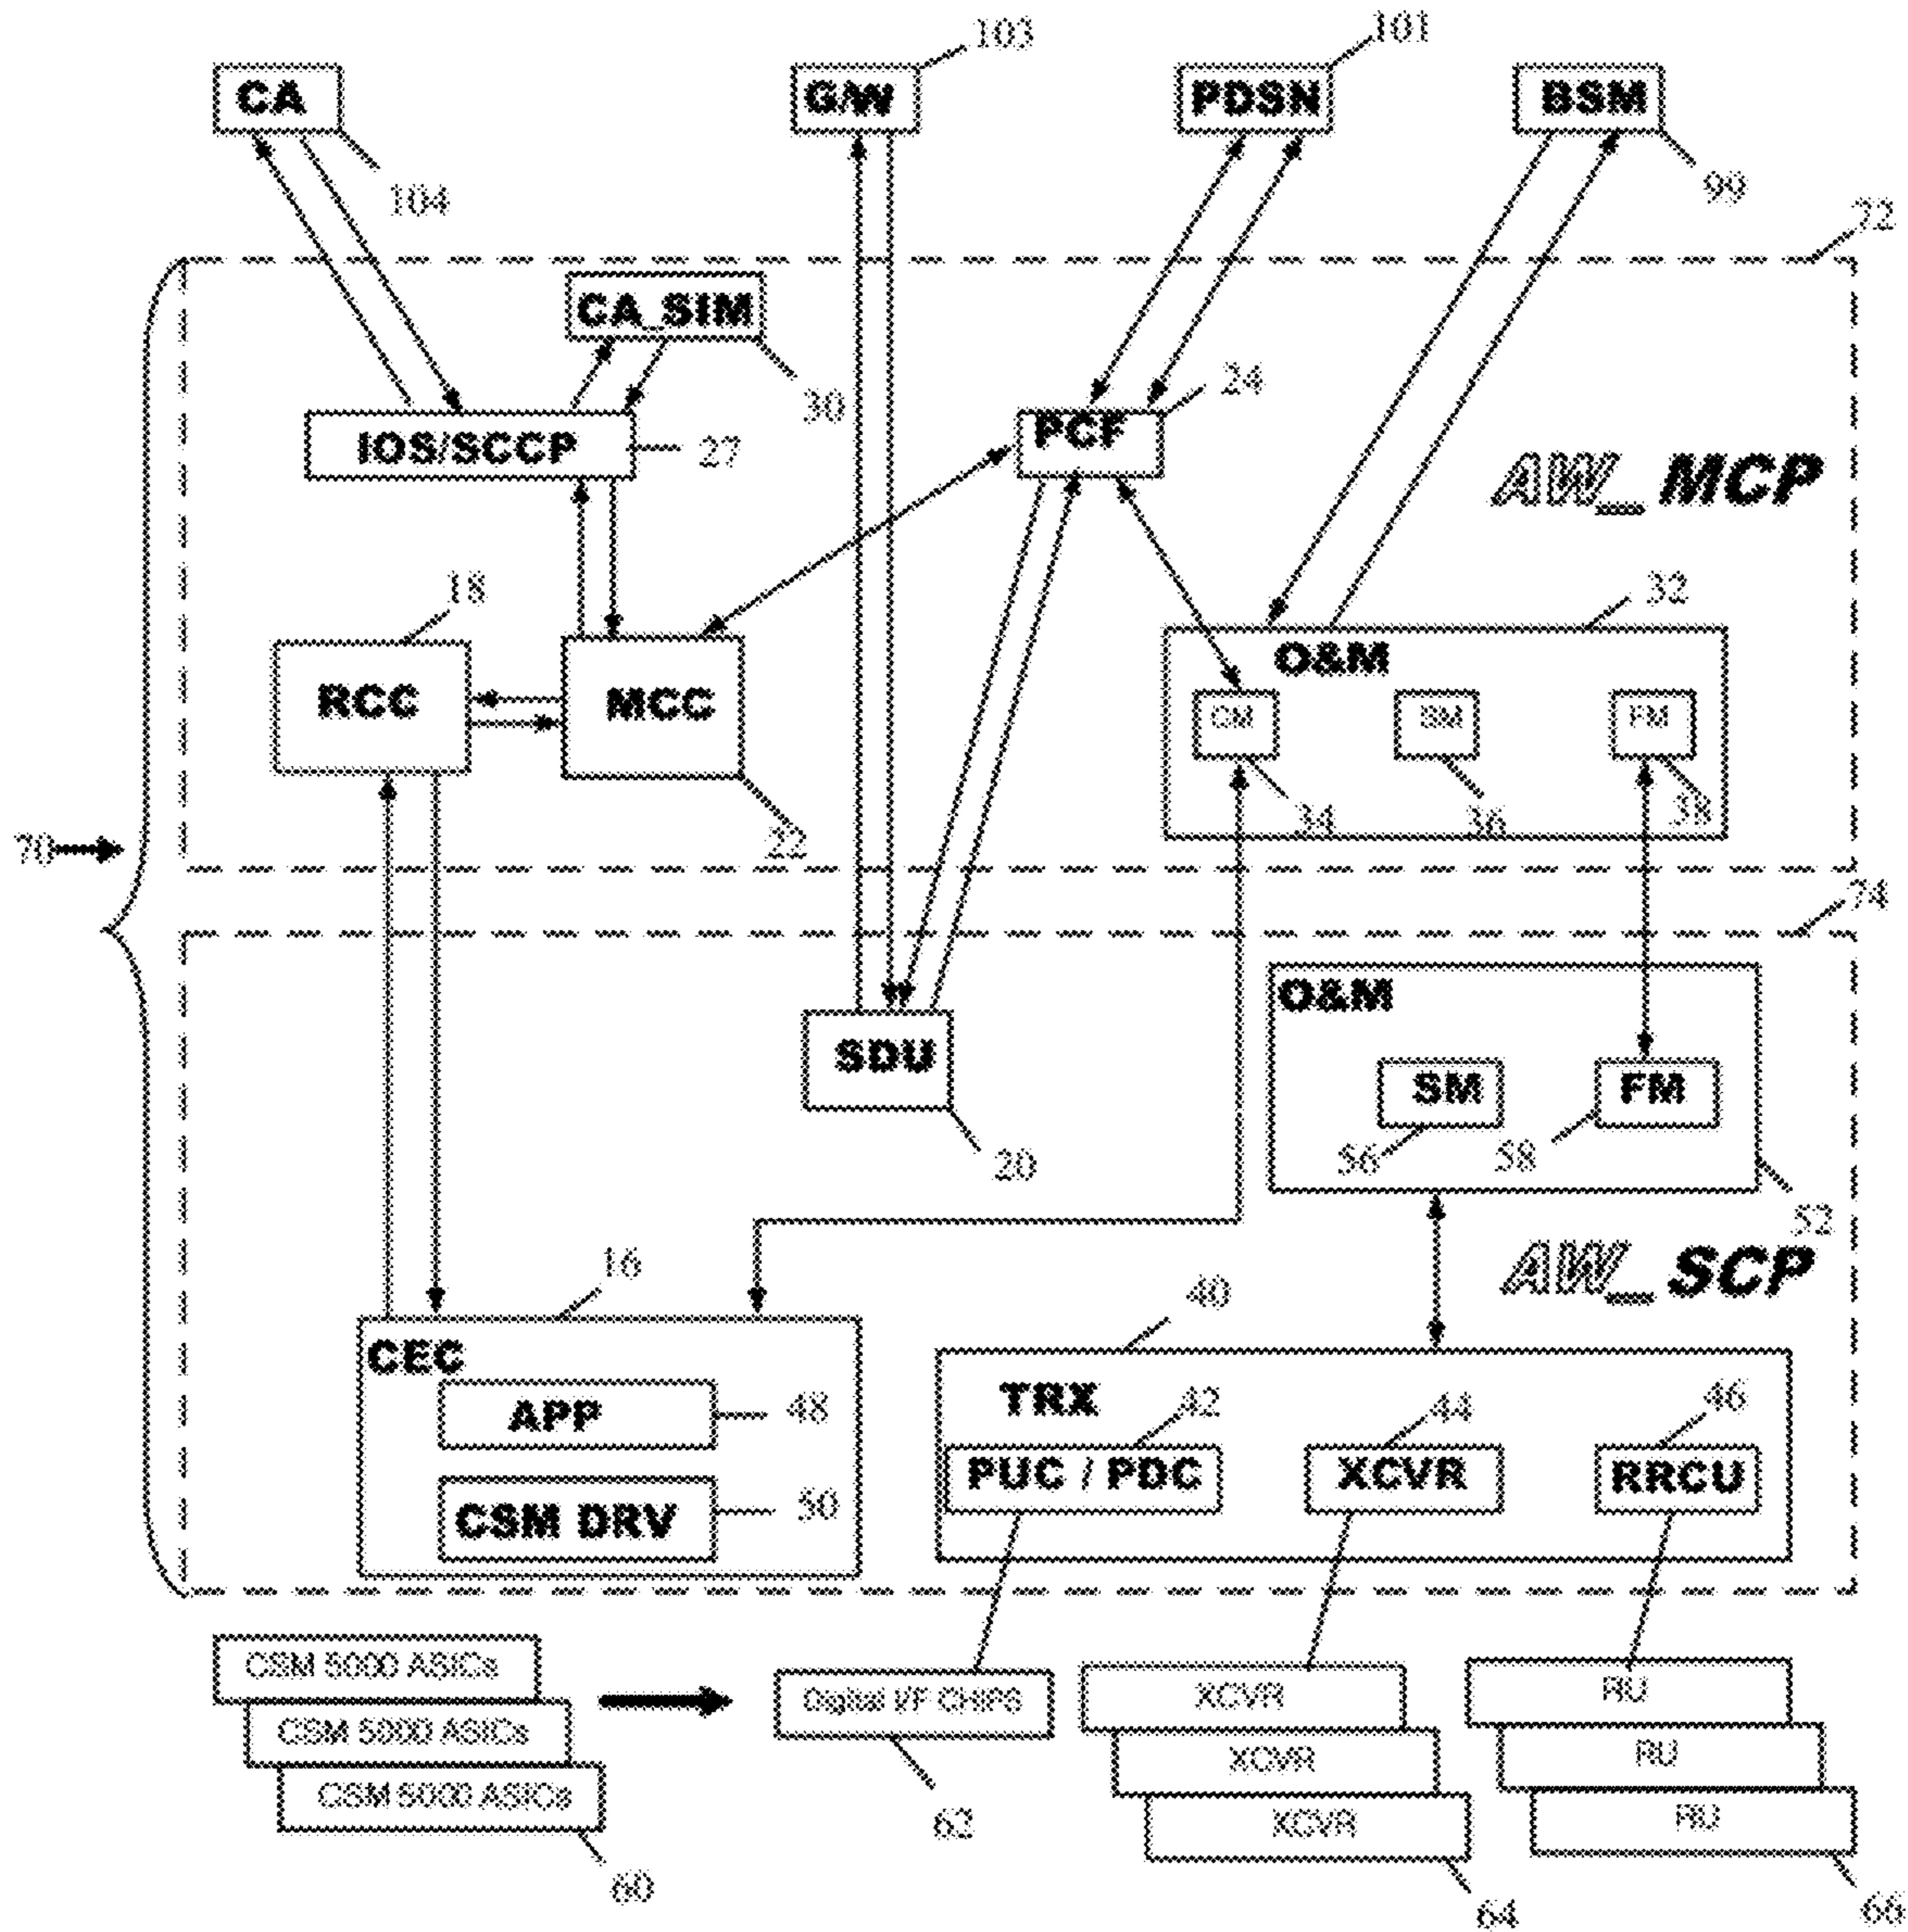 103
101
CA
G/W
PDSN
BSM
104
99
72
CA_SIM
30
24
IOS/SCCP
27
PCF
AW_MCP
18
32
RCC
MCC
O&M
CM
SM
FM
34
36
38
22
70
74
O&M
SDU
SM
FM
20
56
58
52
16
AW_SCP
40
CEC
TRX
42
44
46
APP
48
PUC / PDC
XCVR
RRCU
CSM DRV
50
CSM 5000 ASICs
CSM 5000 ASICs
CSM 5000 ASICs
60
Digital I/F CHIPS
62
XCVR
XCVR
XCVR
64
RU
RU
RU
66